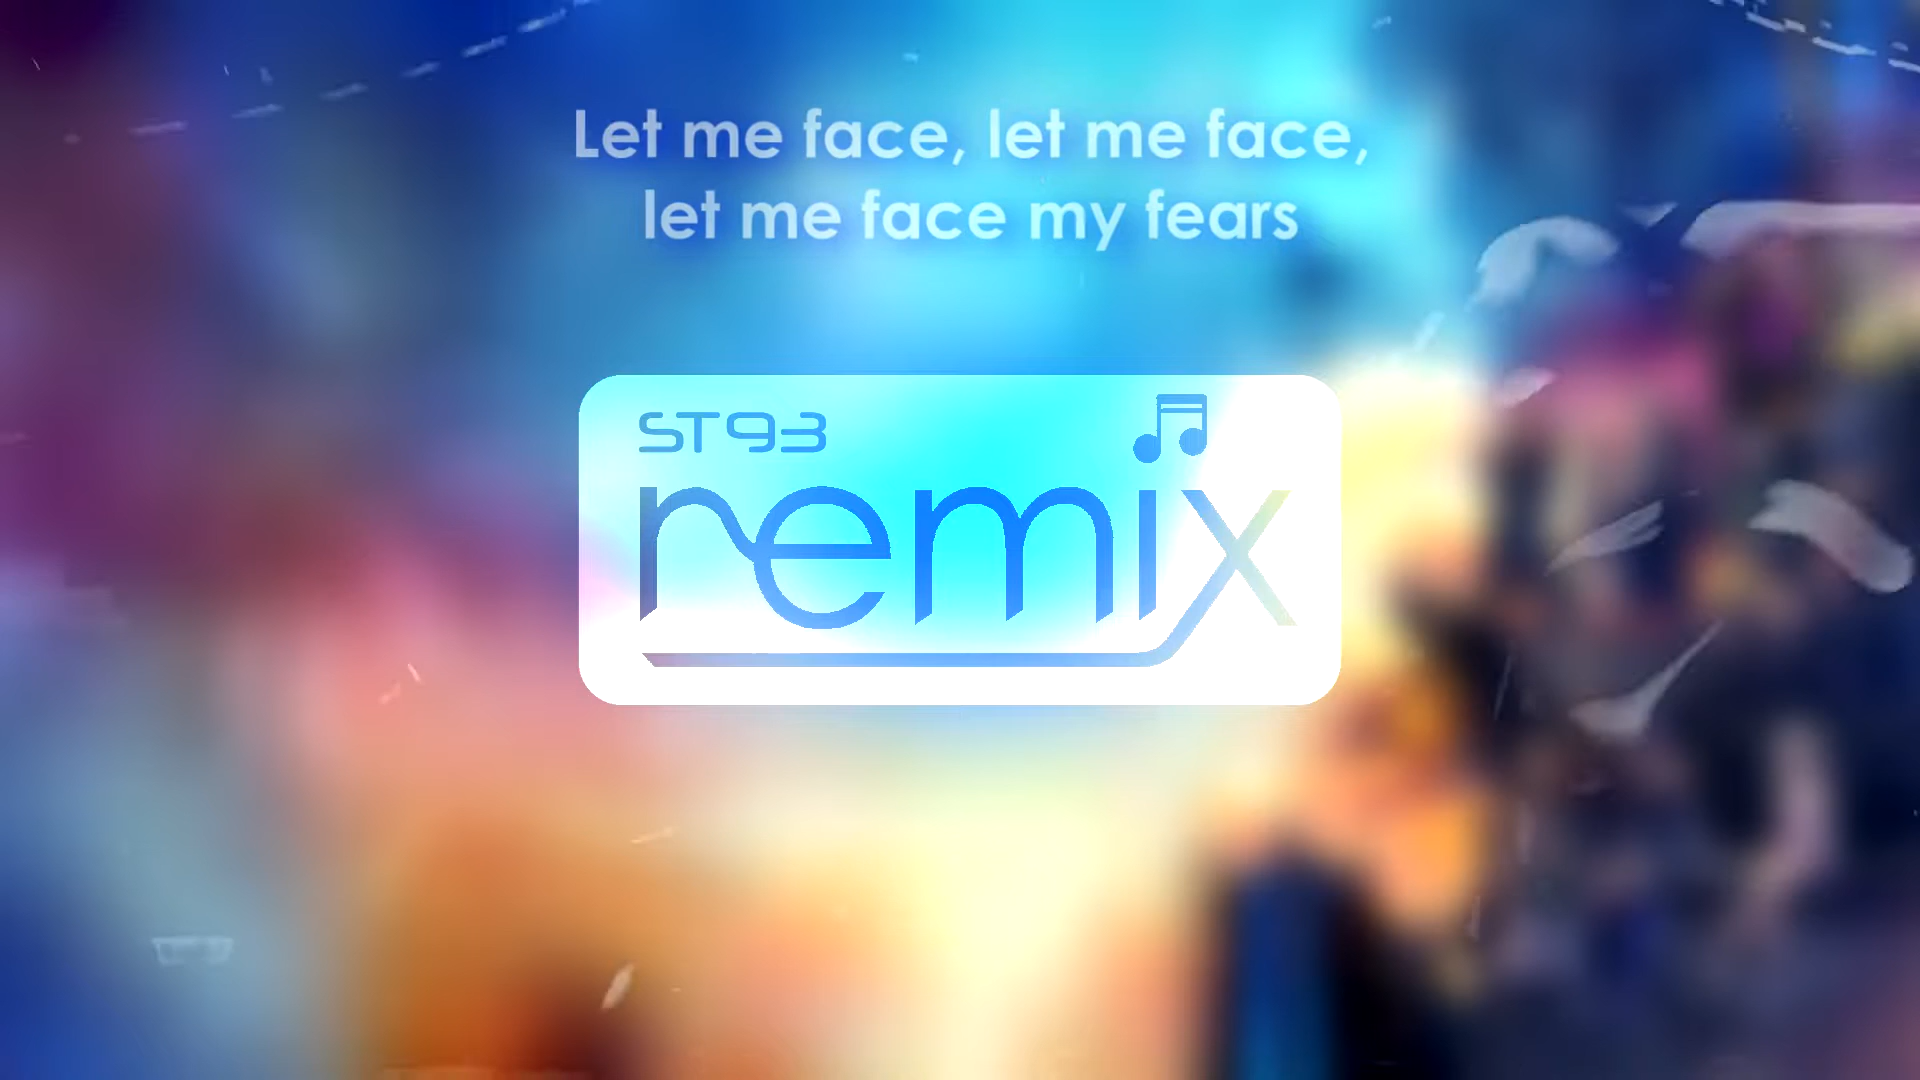 Let me face, let me face,
let me face my fears
ST93
remix